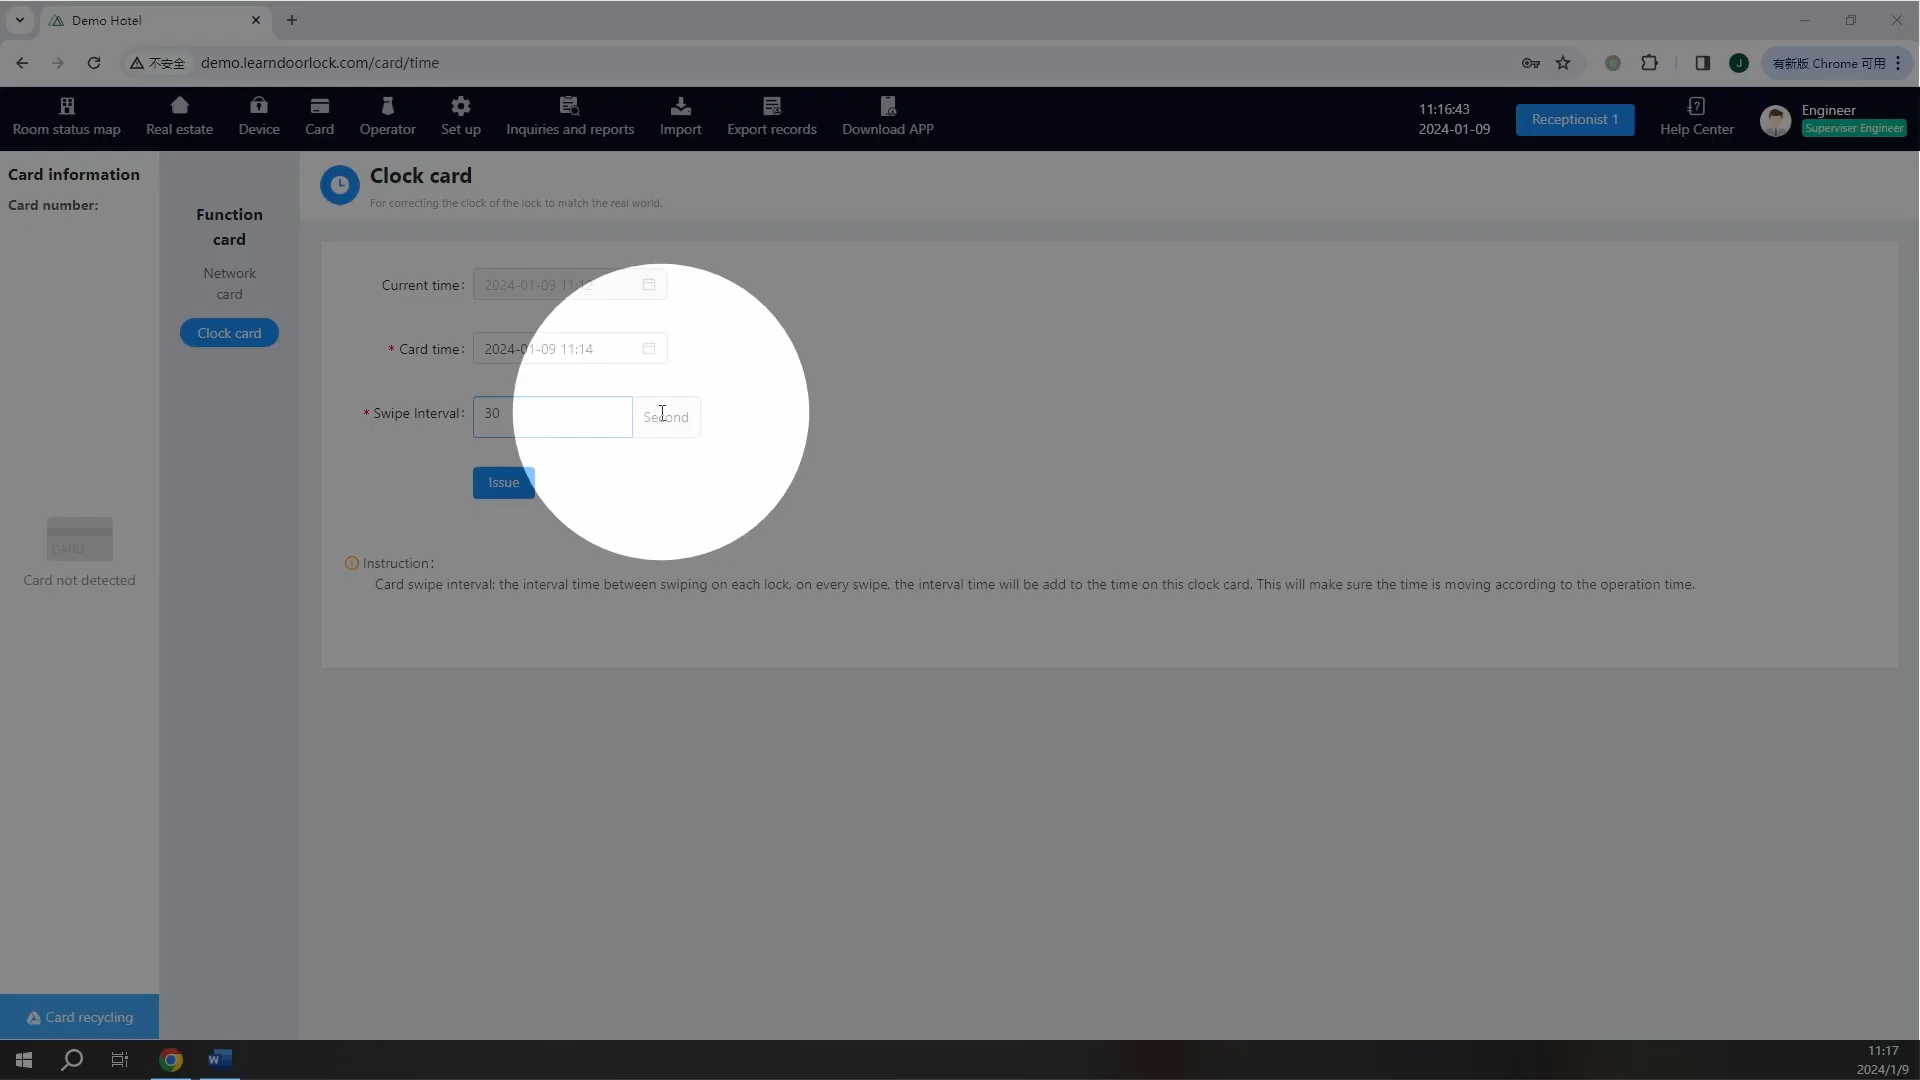 Demo Hotel
不安全 demo.learndoorlock.com/card/time
J
有新版 Chrome 可用
Room status map Real estate Device Card Operator Set up Inquiries and reports Import Export records Download APP
11:16:43
2024-01-09
Receptionist 1
Help Center
Engineer
Superviser Engineer
Card information
Card number:
CARD
Card not detected
Card recycling
Function
card
Network
card
Clock card
Clock card
For correcting the clock of the lock to match the real world.
Current time: 2024-01-09 11:12
* Card time: 2024-01-09 11:14
* Swipe Interval: 30 Second
Issue
Instruction:
Card swipe interval: the interval time between swiping on each lock, on every swipe, the interval time will be add to the time on this clock card. This will make sure the time is moving according to the operation time.
W
11:17
2024/1/9